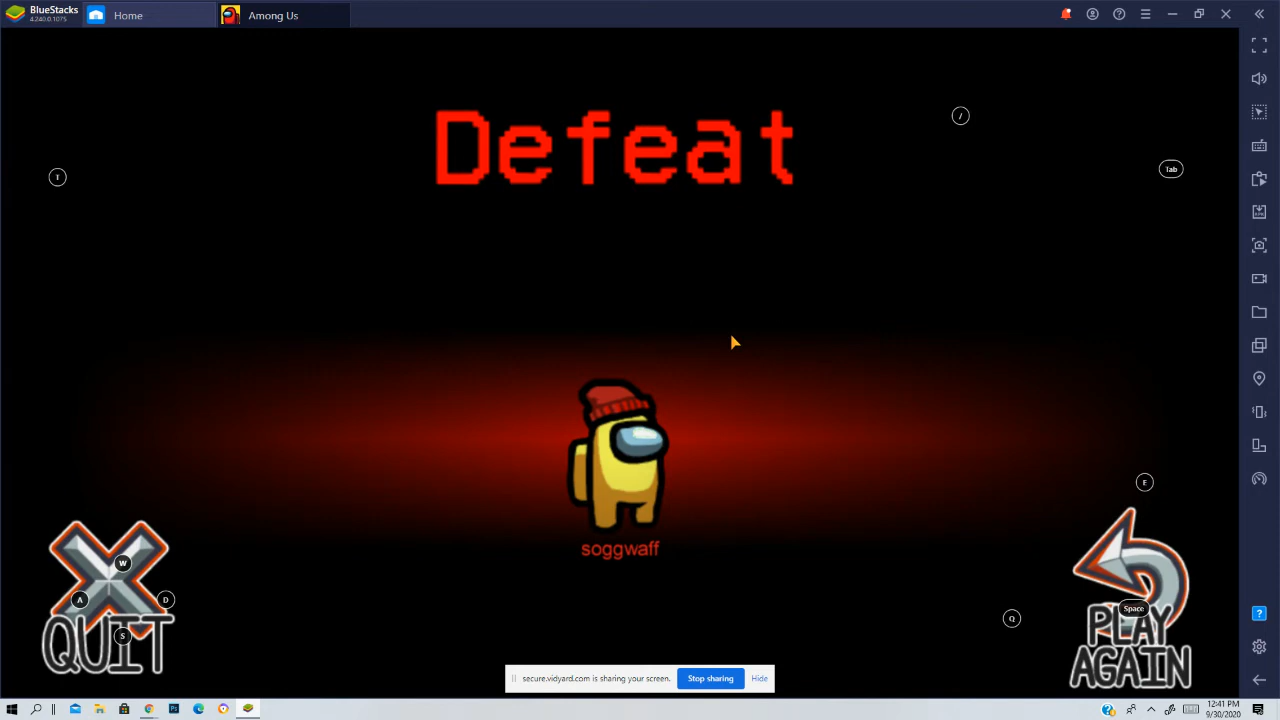 BlueStacks
4.240.0.1075
Home
Among Us
Defeat
/
T
Tab
E
soggwaff
W
A
D
S
QUIT
Q
Space
PLAY
AGAIN
secure.vidyard.com is sharing your screen.
Stop sharing
Hide
12:41 PM
9/30/2020